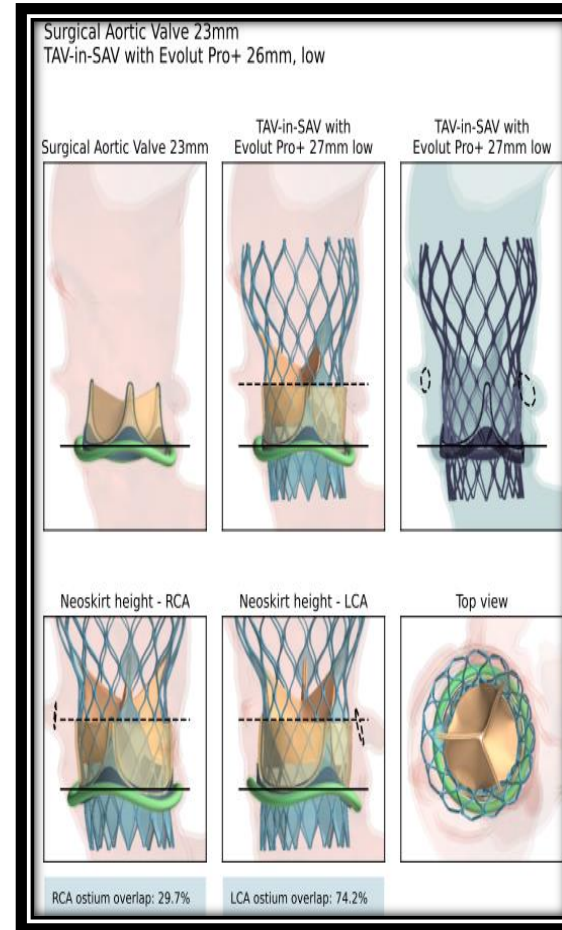 Surgical Aortic Valve 23mm
TAV-in-SAV with Evolut Pro+ 26mm, low
Surgical Aortic Valve 23mm
TAV-in-SAV with
Evolut Pro+ 27mm low
TAV-in-SAV with
Evolut Pro+ 27mm low
Neoskirt height - RCA
Neoskirt height - LCA
Top view
RCA ostium overlap: 29.7%
LCA ostium overlap: 74.2%